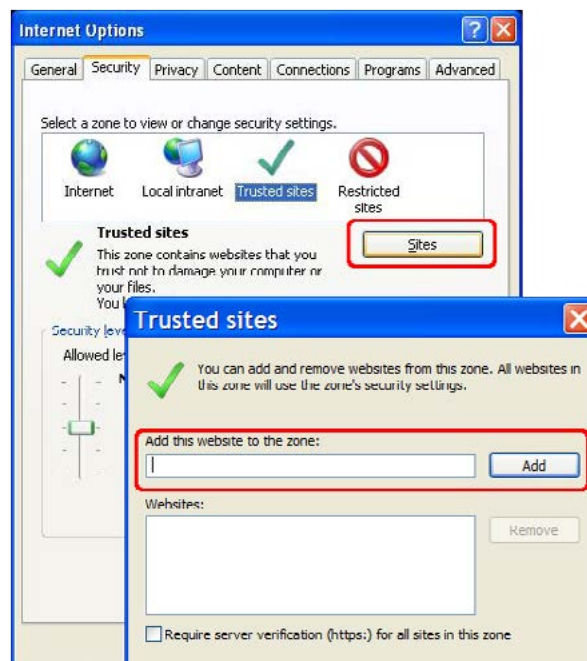 Internet Options
General Security Privacy Content Connections Programs Advanced
Select a zone to view or change security settings.
Internet Local intranet Trusted sites Restricted
sites
Trusted sites
Sites
This zone contains websites that you
trust not to damage your computer or
your files.
You
Security
Allowed
Trusted sites
You can add and remove websites from this zone. All websites in
this zone will use the zone's security settings.
Add this website to the zone:
Add
Websites:
Remove
Require server verification (https:) for all sites in this zone